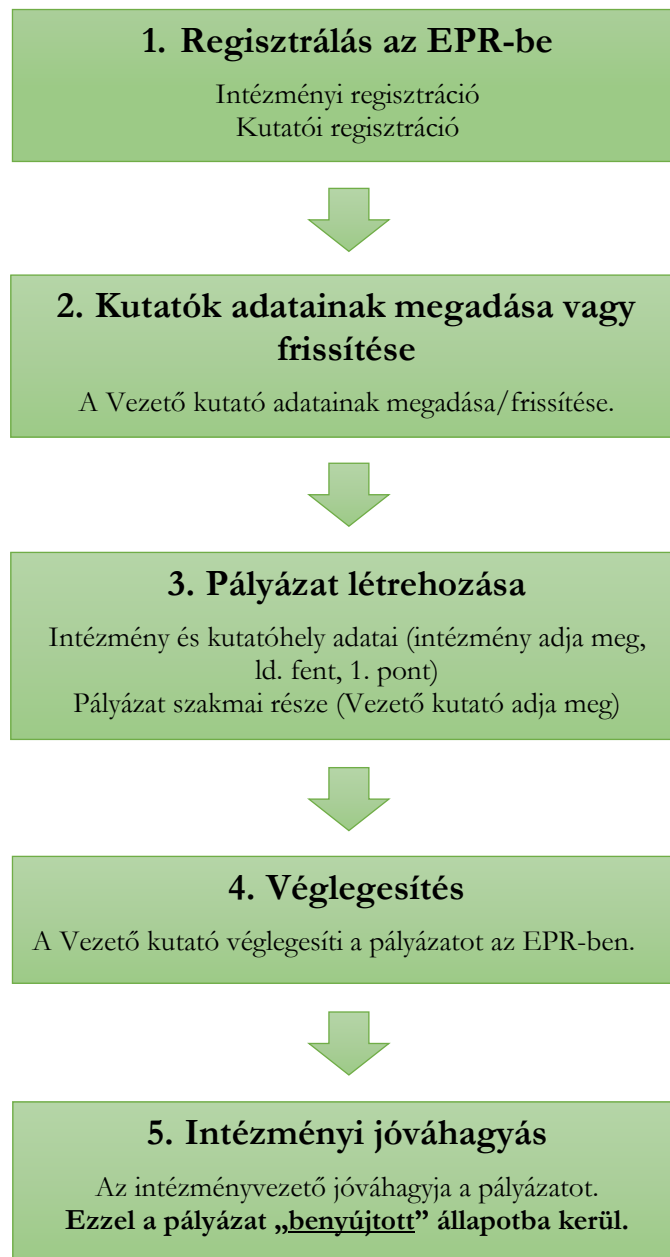 1. Regisztrálás az EPR-be
Intézményi regisztráció
Kutatói regisztráció
2. Kutatók adatainak megadása vagy
frissítése
A Vezető kutató adatainak megadása/frissítése.
3. Pályázat létrehozása
Intézmény és kutatóhely adatai (intézmény adja meg,
ld. fent, 1. pont)
Pályázat szakmai része (Vezető kutató adja meg)
4. Véglegesítés
A Vezető kutató véglegesíti a pályázatot az EPR-ben.
5. Intézményi jóváhagyás
Az intézményvezető jóváhagyja a pályázatot.
Ezzel a pályázat „benyújtott” állapotba kerül.